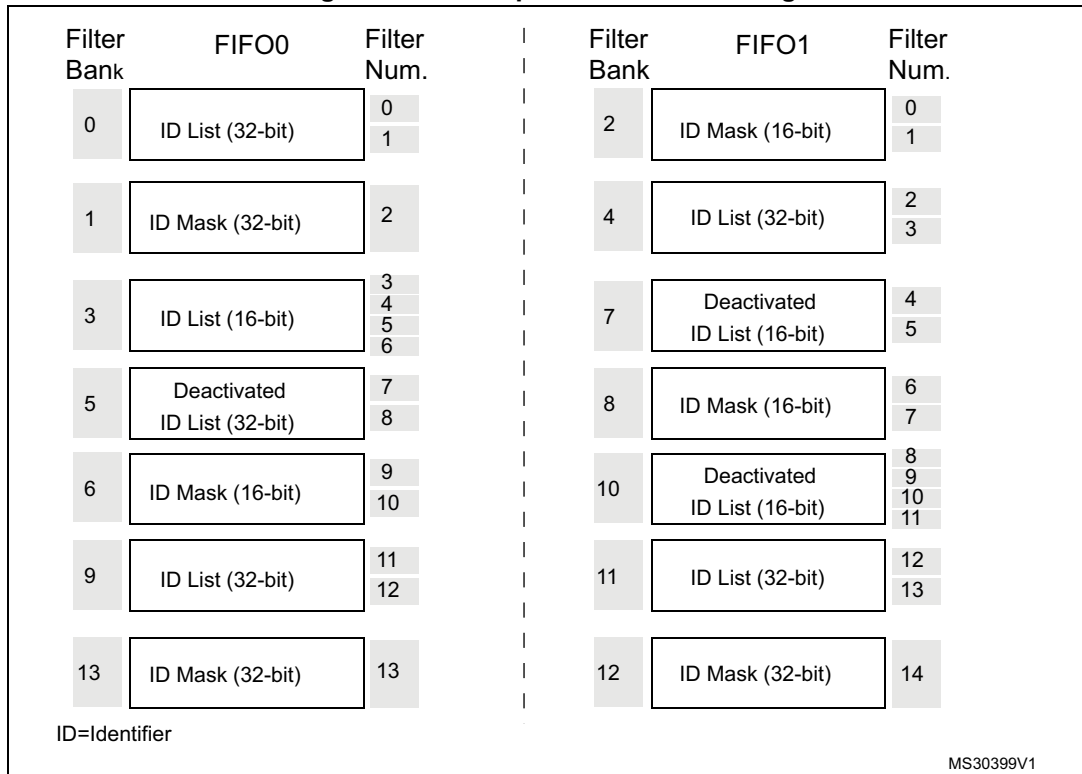 Filter Bank FIFO0 Filter Num.
0 ID List (32-bit) 0 1
1 ID Mask (32-bit) 2
3 ID List (16-bit) 3 4 5 6
5 Deactivated ID List (32-bit) 7 8
6 ID Mask (16-bit) 9 10
9 ID List (32-bit) 11 12
13 ID Mask (32-bit) 13
Filter Bank FIFO1 Filter Num.
2 ID Mask (16-bit) 0 1
4 ID List (32-bit) 2 3
7 Deactivated ID List (16-bit) 4 5
8 ID Mask (16-bit) 6 7
10 Deactivated ID List (16-bit) 8 9 10 11
11 ID List (32-bit) 12 13
12 ID Mask (32-bit) 14
ID=Identifier
MS30399V1